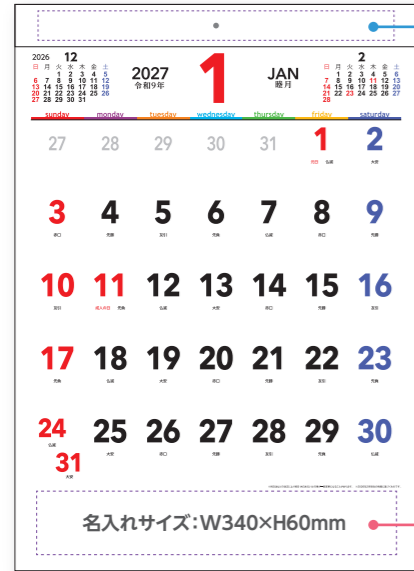 2026 12
日 月 火 水 木 金 土
1 2 3 4 5
6 7 8 9 10 11 12
13 14 15 16 17 18 19
20 21 22 23 24 25 26
27 28 29 30 31
2027
令和9年
1
JAN
睦月
2
日 月 火 水 木 金 土
1 2 3 4 5 6
7 8 9 10 11 12 13
14 15 16 17 18 19 20
21 22 23 24 25 26 27
28
sunday monday tuesday wednesday thursday friday saturday
27 28 29 30 31 1 2
元日 仏滅 大安
3 4 5 6 7 8 9
赤口 先勝 友引 先負 仏滅 赤口 先勝
10 11 12 13 14 15 16
友引 成人の日 先負 仏滅 大安 赤口 先勝 友引
17 18 19 20 21 22 23
先負 仏滅 大安 赤口 先勝 友引 先負
24 25 26 27 28 29 30
仏滅 大安 赤口 先勝 友引 先負 仏滅
31
大安
名入れサイズ：W340×H60mm